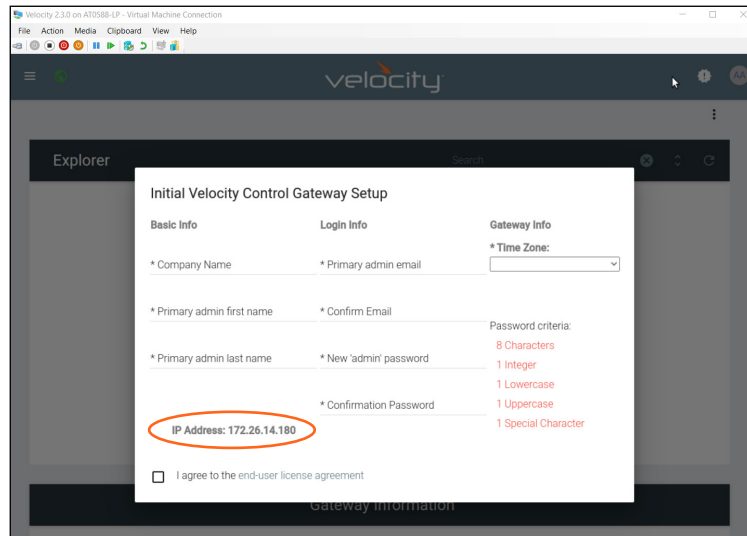 Velocity 2.3.0 on AT0588-LP - Virtual Machine Connection
File Action Media Clipboard View Help
velocity
AA
Explorer
Search
Initial Velocity Control Gateway Setup
Basic Info
Login Info
Gateway Info
* Time Zone:
* Company Name
* Primary admin email
* Primary admin first name
* Confirm Email
Password criteria:
8 Characters
* Primary admin last name
* New 'admin' password
1 Integer
1 Lowercase
* Confirmation Password
1 Uppercase
1 Special Character
IP Address: 172.26.14.180
I agree to the end-user license agreement
Gateway Information